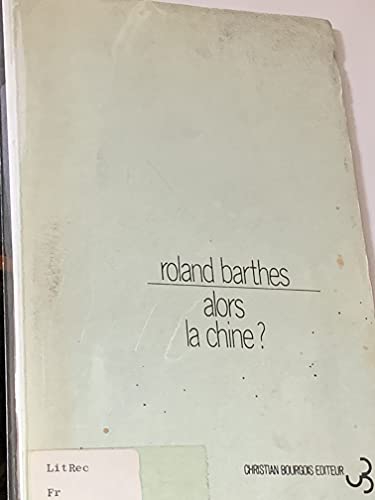 roland barthes
alors
la chine ?
CHRISTIAN BOURGOIS EDITEUR
LitRec
Fr